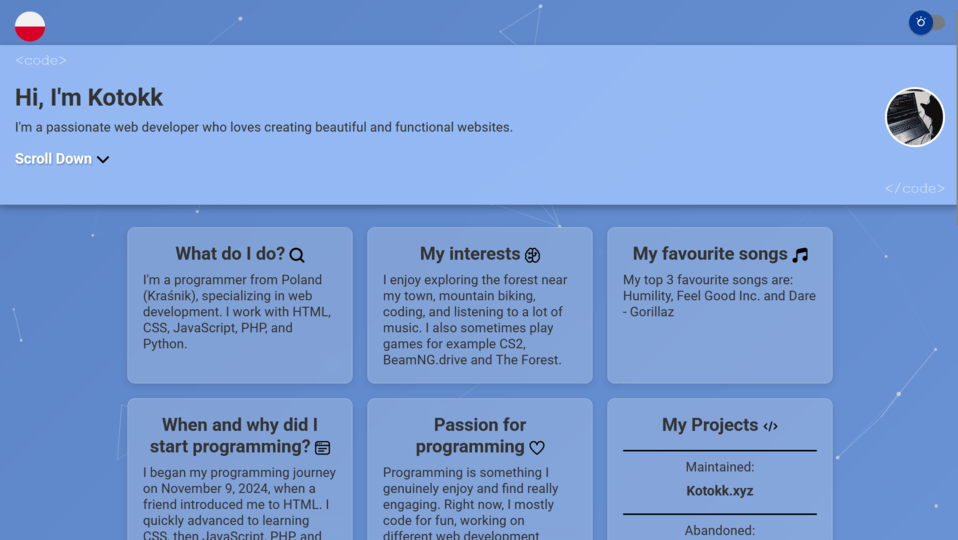 <code>
Hi, I'm Kotokk
I'm a passionate web developer who loves creating beautiful and functional websites.
Scroll Down
</code>
What do I do?
I'm a programmer from Poland
(Kraśnik), specializing in web
development. I work with HTML,
CSS, JavaScript, PHP, and
Python.
My interests
I enjoy exploring the forest near
my town, mountain biking,
coding, and listening to a lot of
music. I also sometimes play
games for example CS2,
BeamNG.drive and The Forest.
My favourite songs
My top 3 favourite songs are:
Humility, Feel Good Inc. and Dare
- Gorillaz
When and why did I
start programming?
I began my programming journey
on November 9, 2024, when a
friend introduced me to HTML. I
quickly advanced to learning
CSS, then JavaScript, PHP, and
Passion for
programming
Programming is something I
genuinely enjoy and find really
engaging. Right now, I mostly
code for fun, working on
different web development
My Projects
Maintained:
Kotokk.xyz
Abandoned: